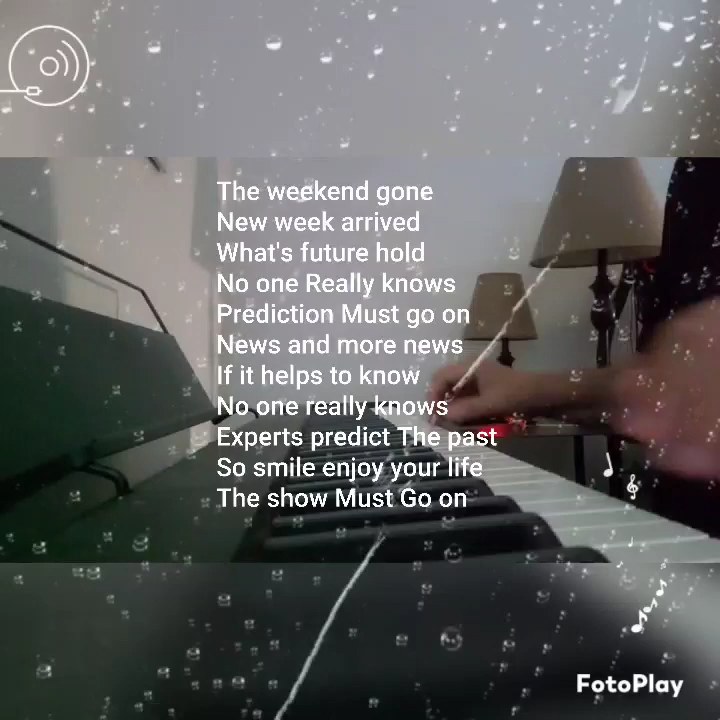 The weekend gone
New week arrived
What's future hold
No one Really knows
Prediction Must go on
News and more news
If it helps to know
No one really knows
Experts predict The past
So smile enjoy your life
The show Must Go on
FotoPlay